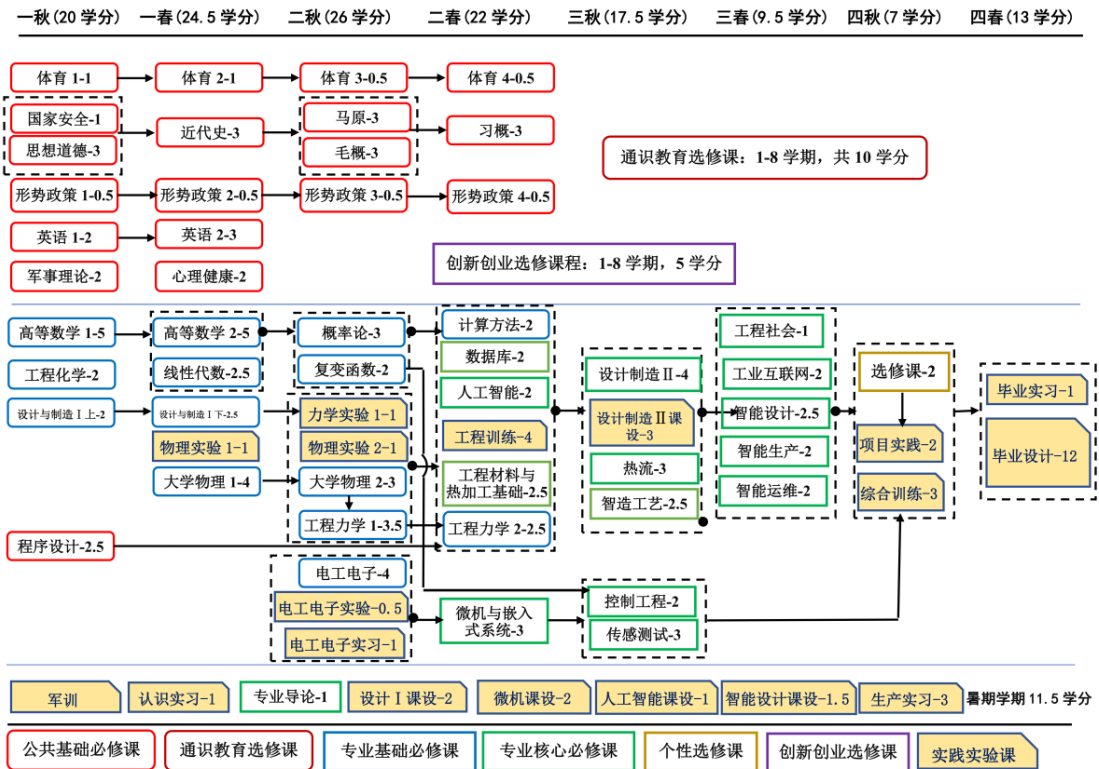 一秋(20 学分) 一春(24.5 学分) 二秋(26 学分) 二春(22 学分) 三秋(17.5 学分) 三春(9.5 学分) 四秋(7 学分) 四春(13 学分)
体育 1-1 体育 2-1 体育 3-0.5 体育 4-0.5
国家安全-1
思想道德-3
近代史-3
马原-3
毛概-3
习概-3
通识教育选修课：1-8 学期，共 10 学分
形势政策 1-0.5 形势政策 2-0.5 形势政策 3-0.5 形势政策 4-0.5
英语 1-2 英语 2-3
军事理论-2 心理健康-2
创新创业选修课程：1-8 学期，5 学分
高等数学 1-5 高等数学 2-5 概率论-3 计算方法-2
工程化学-2 线性代数-2.5 复变函数-2 数据库-2
人工智能-2
设计与制造Ⅰ上-2 设计与制造Ⅰ下-2.5 力学实验 1-1
物理实验 1-1 物理实验 2-1 工程训练-4
大学物理 1-4 大学物理 2-3
工程材料与
热加工基础-2.5
工程力学 1-3.5 工程力学 2-2.5
程序设计-2.5
设计制造Ⅱ-4
设计制造Ⅱ课
设-3
热流-3
智造工艺-2.5
工程社会-1
工业互联网-2
智能设计-2.5
智能生产-2
智能运维-2
选修课-2
项目实践-2
综合训练-3
毕业实习-1
毕业设计-12
电工电子-4
电工电子实验-0.5
电工电子实习-1
微机与嵌入
式系统-3
控制工程-2
传感测试-3
军训 认识实习-1 专业导论-1 设计Ⅰ课设-2 微机课设-2 人工智能课设-1 智能设计课设-1.5 生产实习-3 暑期学期 11.5 学分
公共基础必修课 通识教育选修课 专业基础必修课 专业核心必修课 个性选修课 创新创业选修课 实践实验课